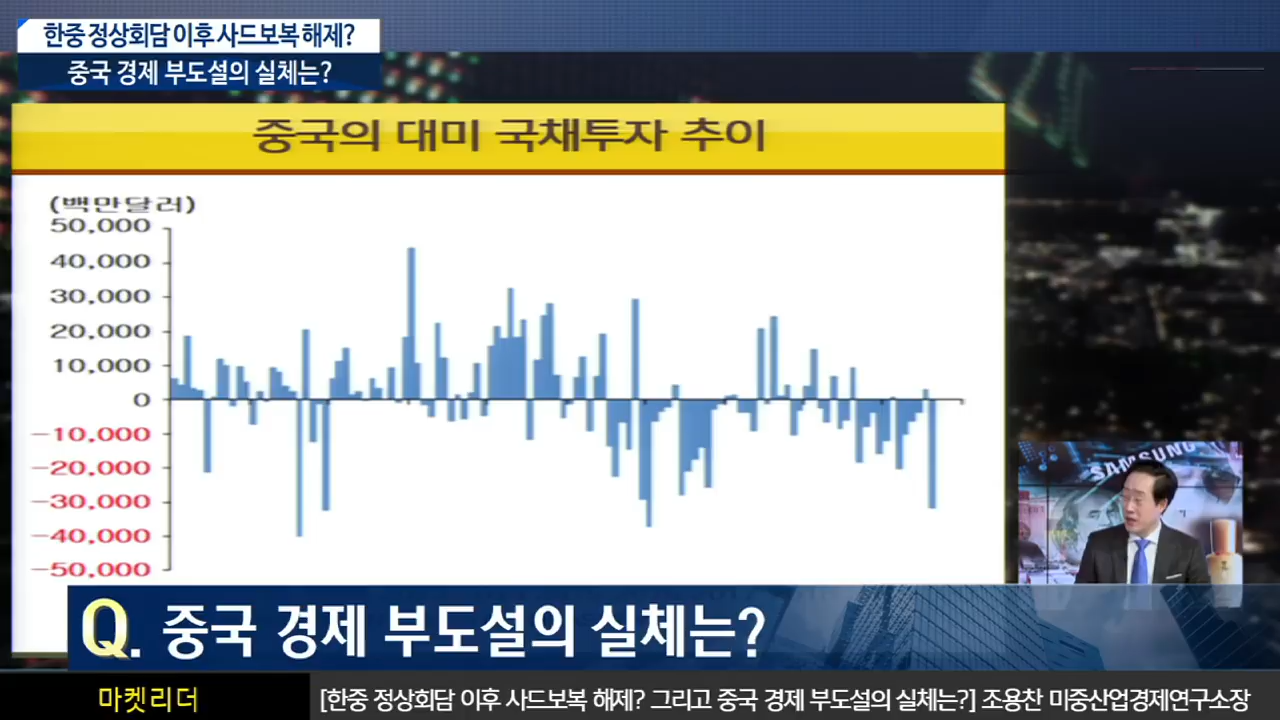 한중 정상회담 이후 사드보복 해제?
중국 경제 부도설의 실체는?
중국의 대미 국채투자 추이
(백만달러)
50,000
40,000
30,000
20,000
10,000
0
-10,000
-20,000
-30,000
-40,000
-50,000
SAMSUNG
Q. 중국 경제 부도설의 실체는?
마켓리더
[한중 정상회담 이후 사드보복 해제? 그리고 중국 경제 부도설의 실체는?] 조용찬 미중산업경제연구소장